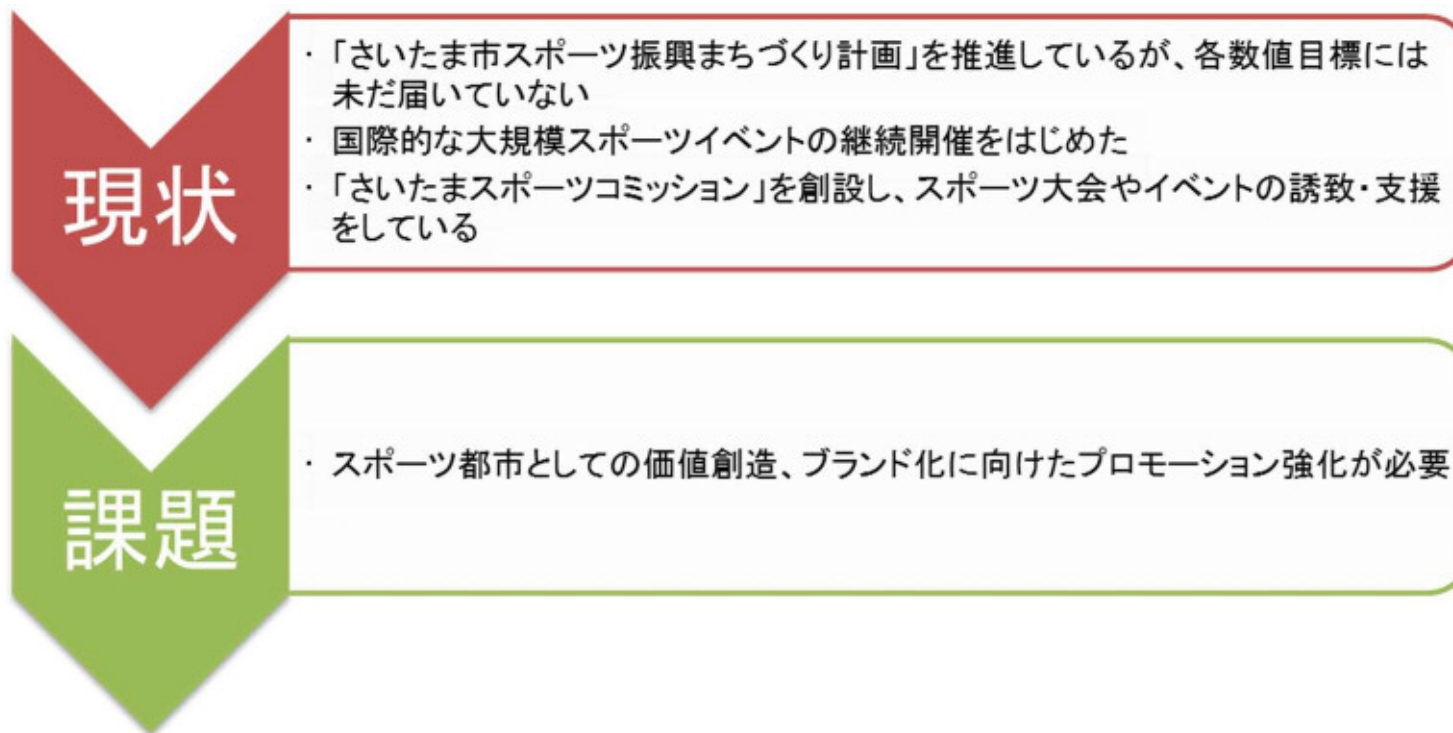 現状
・「さいたま市スポーツ振興まちづくり計画」を推進しているが、各数値目標には
未だ届いていない
・国際的な大規模スポーツイベントの継続開催をはじめた
・「さいたまスポーツコミッション」を創設し、スポーツ大会やイベントの誘致・支援
をしている
課題
・スポーツ都市としての価値創造、ブランド化に向けたプロモーション強化が必要